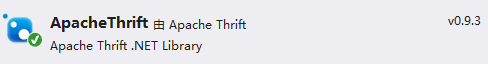 ApacheThrift 由 Apache Thrift v0.9.3
Apache Thrift .NET Library